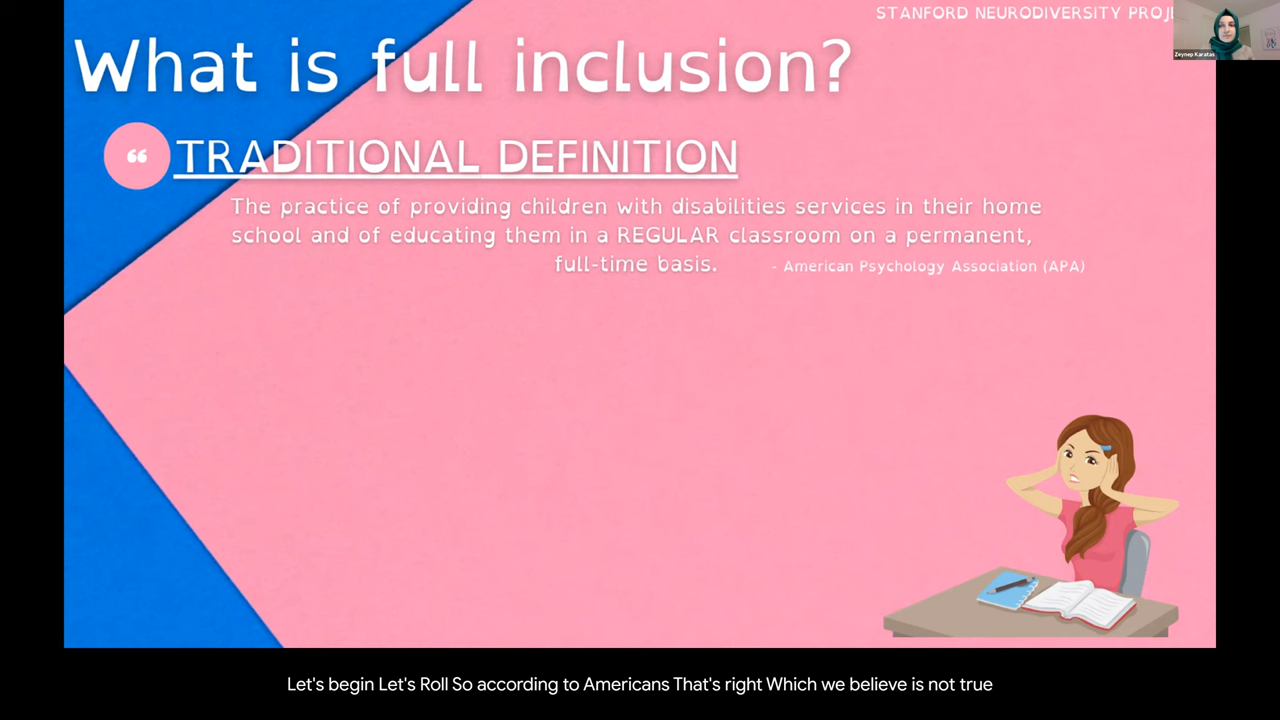 STANFORD NEURODIVERSITY
Zeynep Karatas
What is full inclusion?
“
TRADITIONAL DEFINITION
The practice of providing children with disabilities services in their home
school and of educating them in a REGULAR classroom on a permanent,
full-time basis. - American Psychology Association (APA)
Let's begin Let's Roll So according to Americans That's right Which we believe is not true